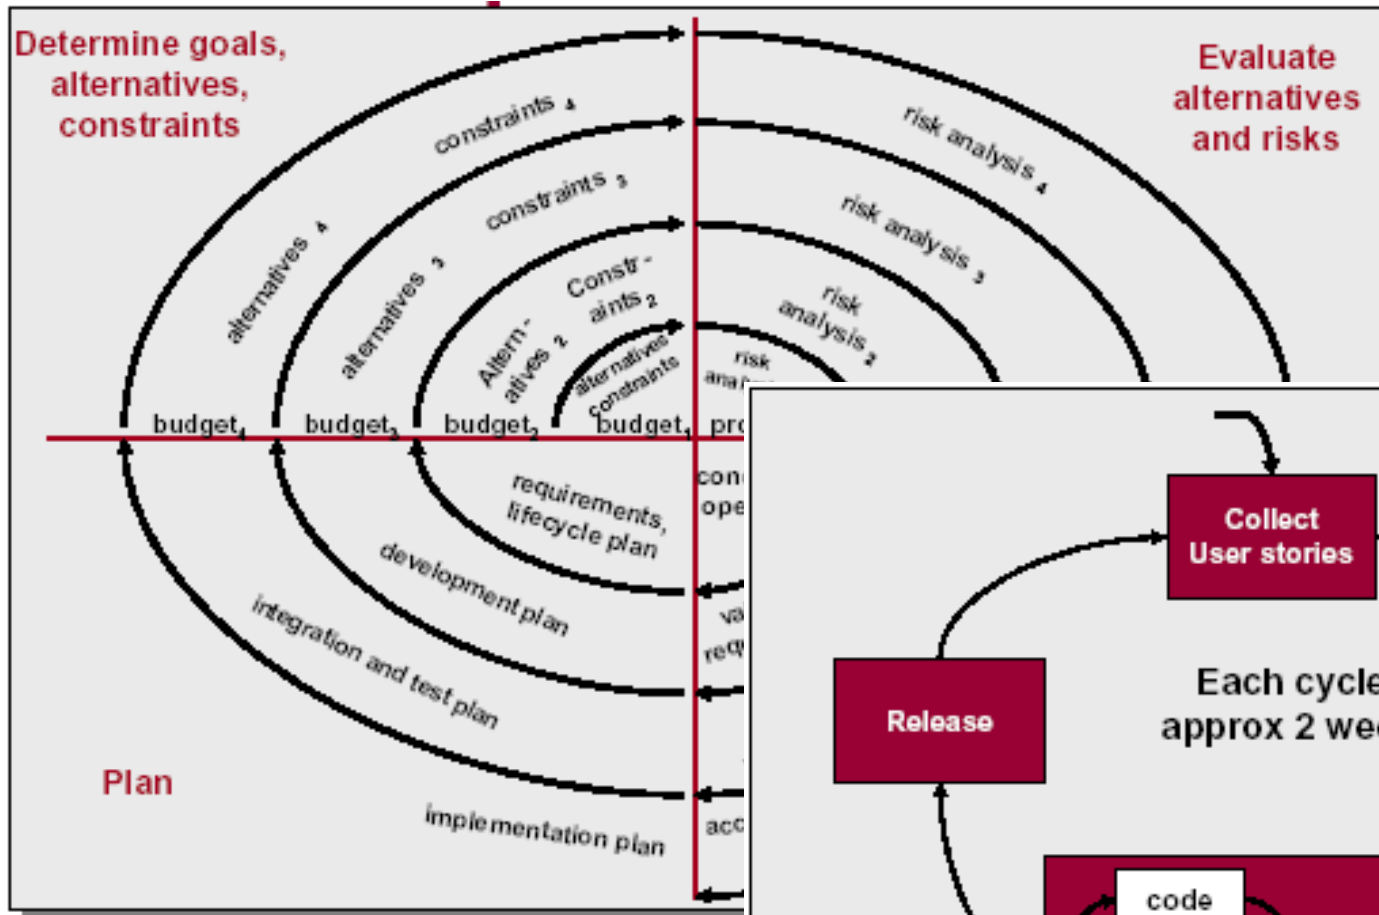 Determine goals,
alternatives,
constraints
Evaluate
alternatives
and risks
constraints 4
risk analysis 4
constraints 3
risk analysis 3
alternatives 4
alternatives 3
Constr-
aints 2
risk
analysis 2
Altern-
atives 2
alternatives
constraints
risk
budget4
budget3
budget2
budget1
requirements,
lifecycle plan
development plan
integration and test plan
implementation plan
Plan
Collect
User stories
Release
Each cycle
approx 2
code